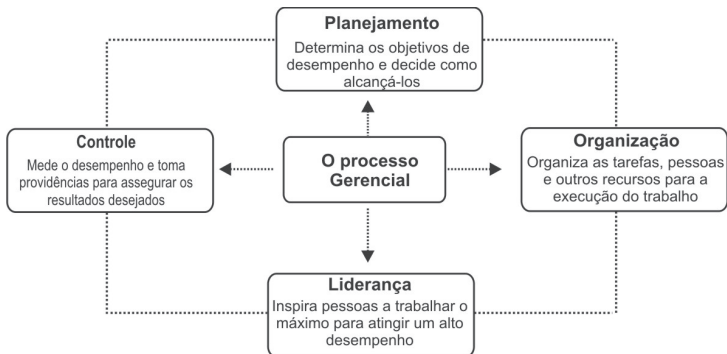 Planejamento
Determina os objetivos de
desempenho e decide como
alcançá-los
Controle
Mede o desempenho e toma
providências para assegurar os
resultados desejados
O processo
Gerencial
Organização
Organiza as tarefas, pessoas
e outros recursos para a
execução do trabalho
Liderança
Inspira pessoas a trabalhar o
máximo para atingir um alto
desempenho